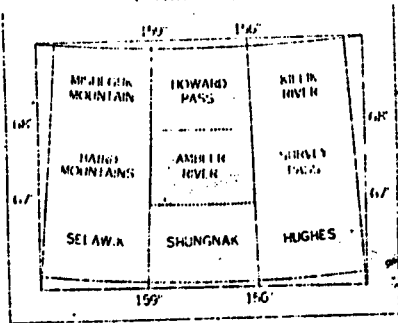 159° 156°
MISHEGUK MOUNTAIN
HOWARD PASS
KILLIK RIVER
68° 68°
BAIRD MOUNTAINS
AMBLER RIVER
SURVEY PASS
67° 67°
SELAWIK
SHUNGNAK
HUGHES
159° 156°